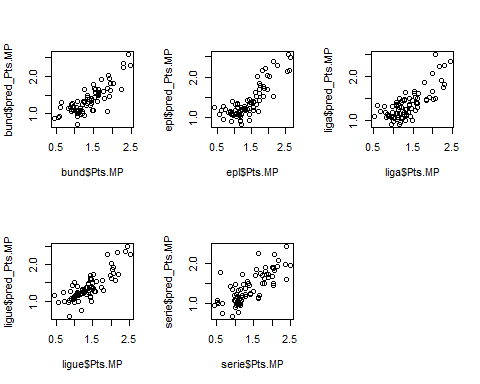 bund$pred_Pts.MP
1.0 2.0
0.5 1.5 2.5
bund$Pts.MP
epl$pred_Pts.MP
1.0 2.0
0.5 1.5 2.5
epl$Pts.MP
liga$pred_Pts.MP
1.0 2.0
0.5 1.5 2.5
liga$Pts.MP
ligue$pred_Pts.MP
1.0 2.0
0.5 1.5 2.5
ligue$Pts.MP
serie$pred_Pts.MP
1.0 2.0
0.5 1.5 2.5
serie$Pts.MP